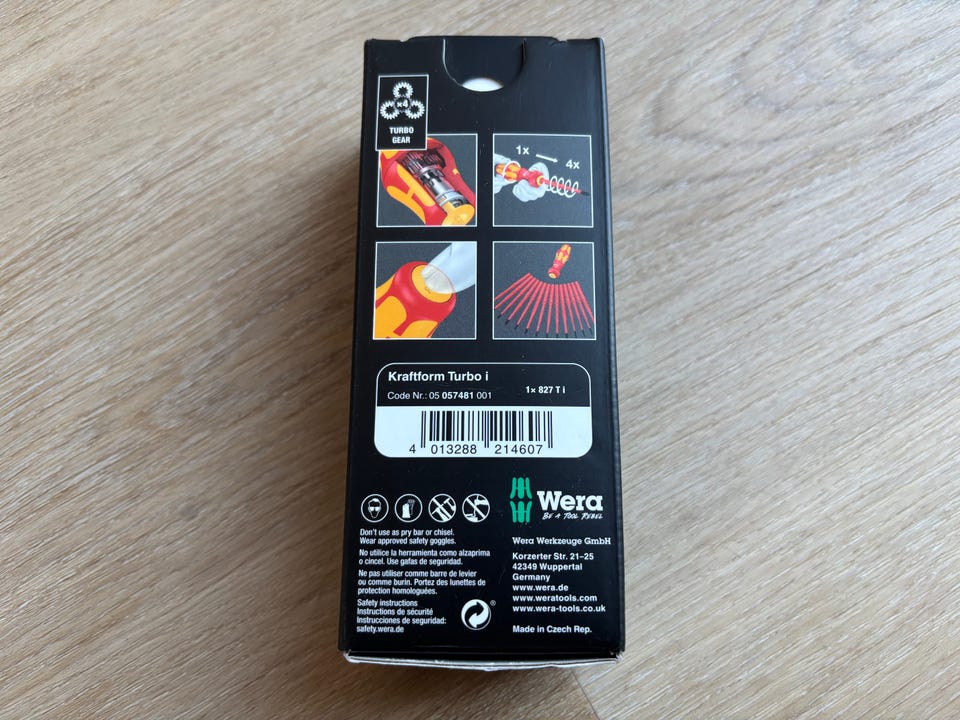 x4
TURBO
GEAR
1x 4x
Kraftform Turbo i
Code Nr.: 05 057481 001
1× 827 T i
4 013288 214607
Wera
BE A TOOL REBEL
Don't use as pry bar or chisel.
Wear approved safety goggles.
No utilice la herramienta como alzaprima
o cincel. Use gafas de seguridad.
Ne pas utiliser comme barre de levier
ou comme burin. Portez des lunettes de
protection homologuées.
Safety instructions
Instructions de sécurité
Instrucciones de seguridad:
safety.wera.de
®
Wera Werkzeuge GmbH
Korzerter Str. 21-25
42349 Wuppertal
Germany
www.wera.de
www.weratools.com
www.wera-tools.co.uk
Made in Czech Rep.